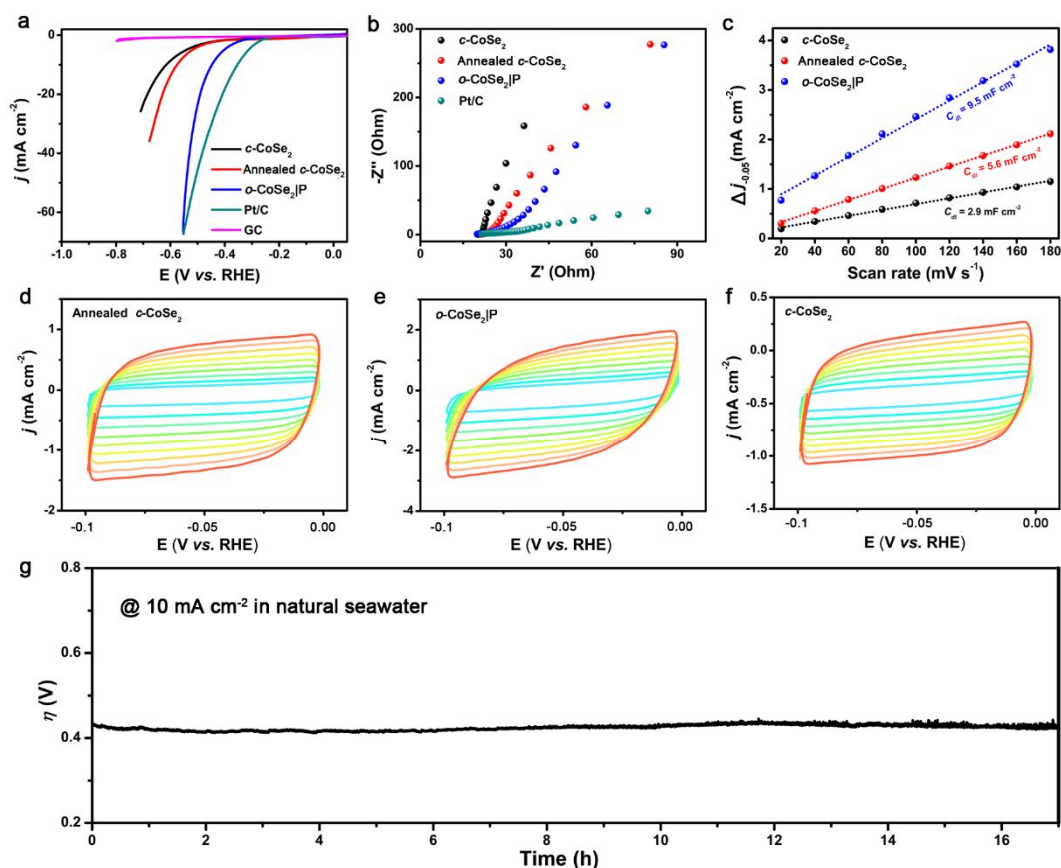 a
j (mA cm⁻²)
0
-20
-40
-60
c-CoSe₂
Annealed c-CoSe₂
o-CoSe₂|P
Pt/C
GC
-1.0 -0.8 -0.6 -0.4 -0.2 0.0
E (V vs. RHE)
b
-Z'' (Ohm)
300
250
200
150
100
50
0
c-CoSe₂
Annealed c-CoSe₂
o-CoSe₂|P
Pt/C
0 30 60 90
Z' (Ohm)
c
Δj₋₀.₀₅(mA cm⁻²)
4
3
2
1
0
c-CoSe₂
Annealed c-CoSe₂
o-CoSe₂|P
C_dl = 9.5 mF cm⁻²
C_dl = 5.6 mF cm⁻²
C_dl = 2.9 mF cm⁻²
20 40 60 80 100 120 140 160 180
Scan rate (mV s⁻¹)
d
Annealed c-CoSe₂
j (mA cm⁻²)
2
1
0
-1
-2
-0.1 -0.05 0.00
E (V vs. RHE)
e
o-CoSe₂|P
j (mA cm⁻²)
2
0
-2
-4
-0.1 -0.05 0.00
E (V vs. RHE)
f
c-CoSe₂
j (mA cm⁻²)
0.5
0.0
-0.5
-1.0
-1.5
-0.1 -0.05 0.00
E (V vs. RHE)
g
@ 10 mA cm⁻² in natural seawater
η (V)
0.8
0.6
0.4
0.2
0 2 4 6 8 10 12 14 16
Time (h)